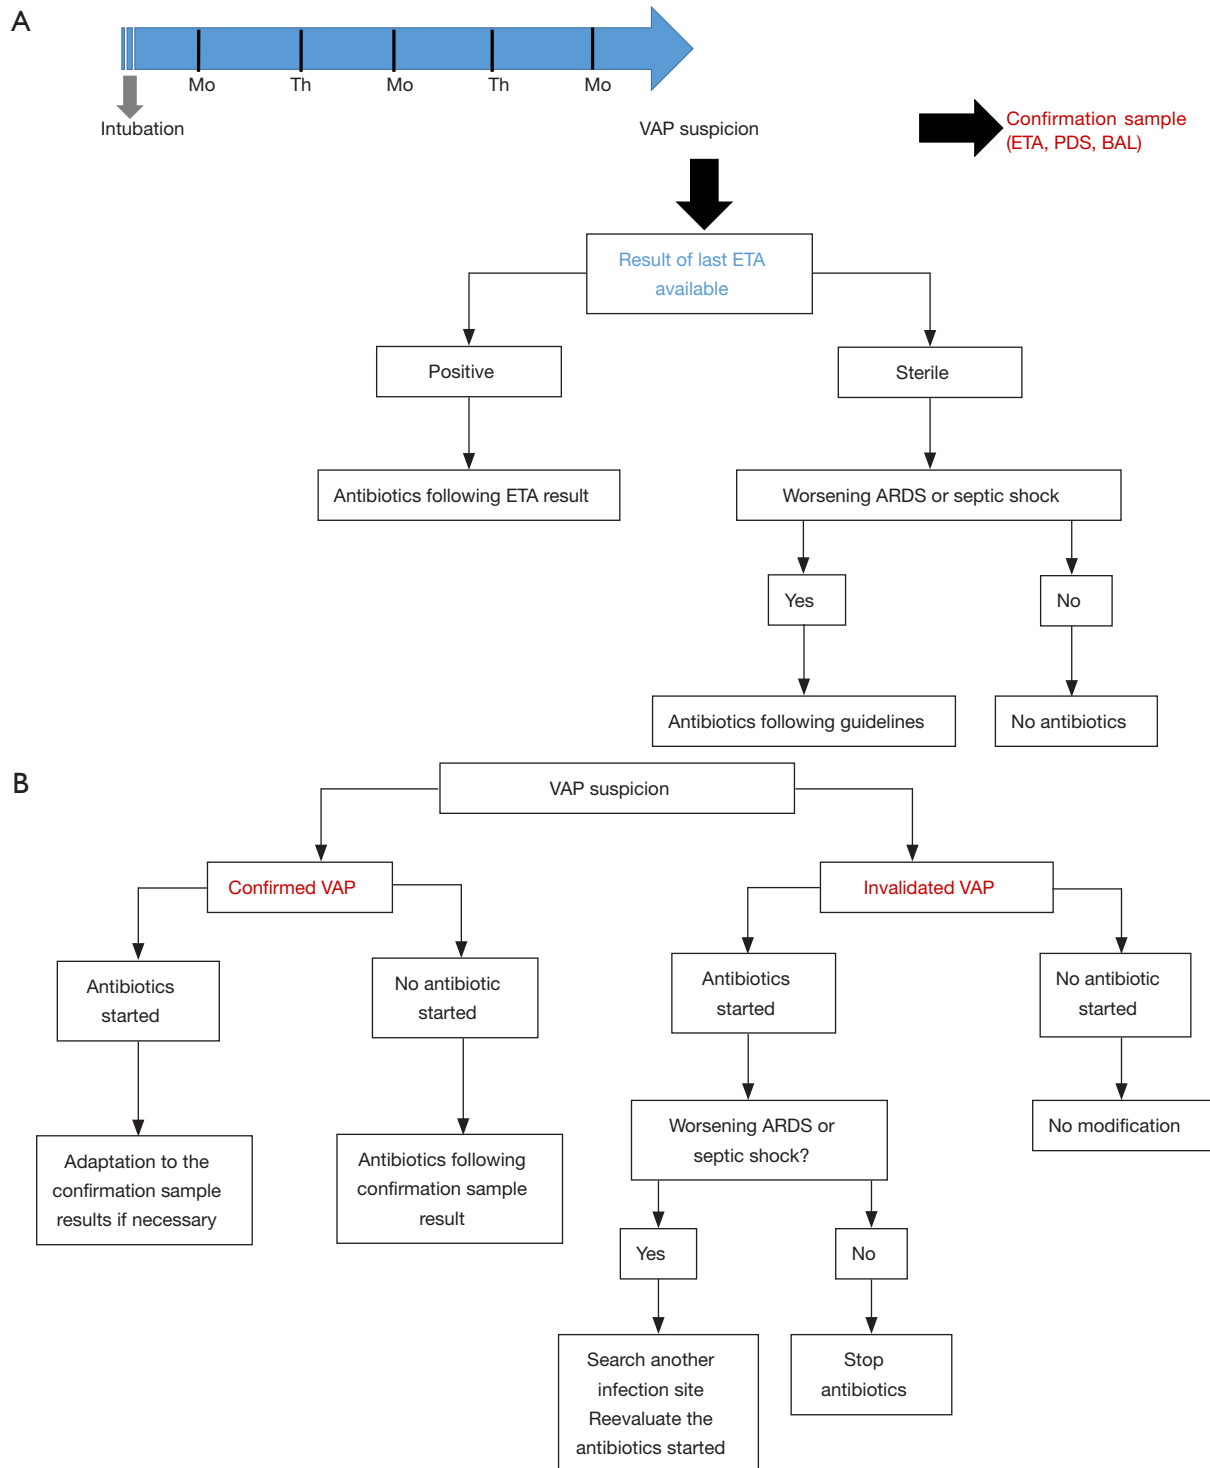 A
Mo
Th
Mo
Th
Mo
Intubation
VAP suspicion
Confirmation sample
(ETA, PDS, BAL)
Result of last ETA
available
Positive
Sterile
Antibiotics following ETA result
Worsening ARDS or septic shock
Yes
No
Antibiotics following guidelines
No antibiotics
B
VAP suspicion
Confirmed VAP
Invalidated VAP
Antibiotics
started
No antibiotic
started
Antibiotics
started
No antibiotic
started
Adaptation to the
confirmation sample
results if necessary
Antibiotics following
confirmation sample
result
Worsening ARDS or
septic shock?
No modification
Yes
No
Search another
infection site
Reevaluate the
antibiotics started
Stop
antibiotics